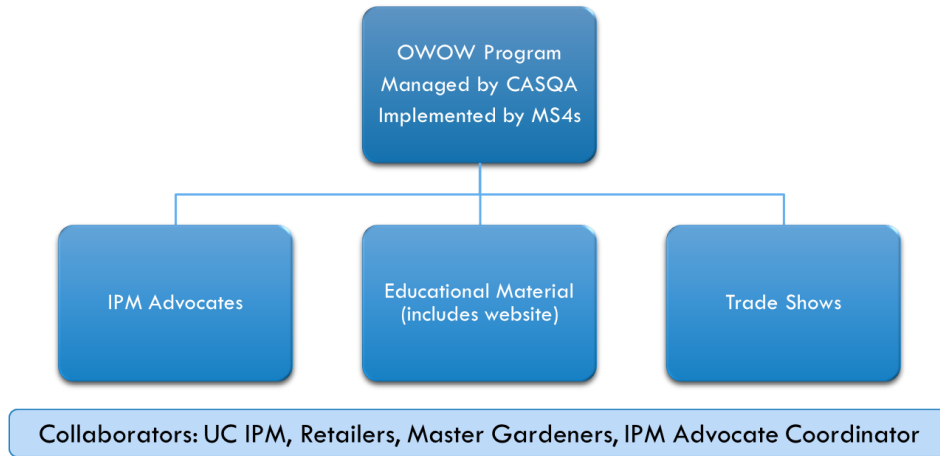 OWOW Program
Managed by CASQA
Implemented by MS4s
IPM Advocates
Educational Material
(includes website)
Trade Shows
Collaborators: UC IPM, Retailers, Master Gardeners, IPM Advocate Coordinator